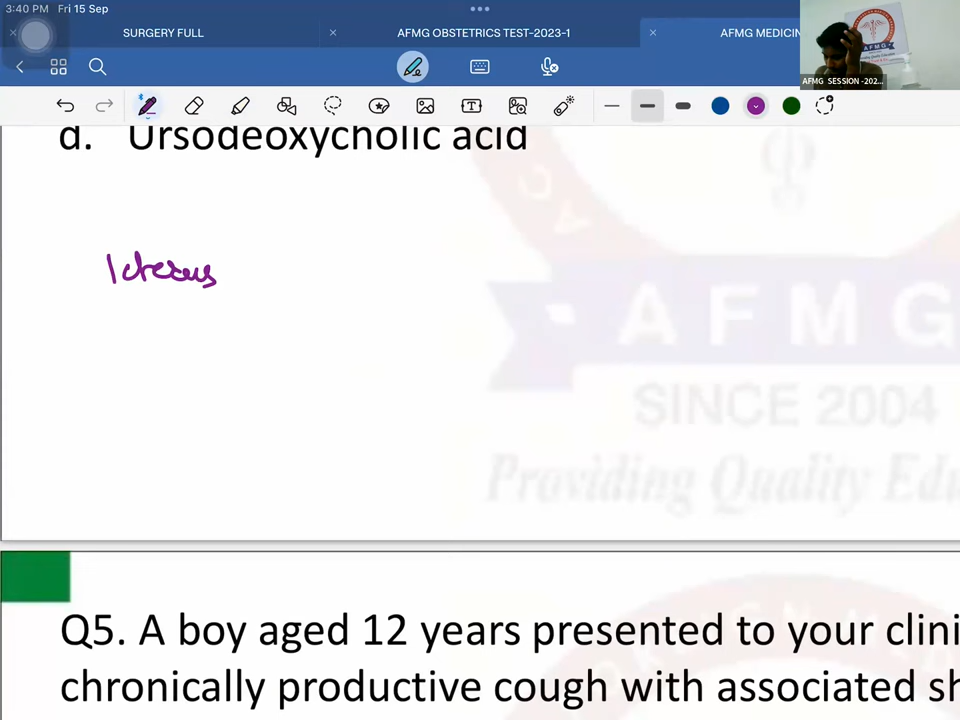 3:40 PM Fri 15 Sep
SURGERY FULL
AFMG OBSTETRICS TEST-2023-1
AFMG MEDICIN
AFMG
AFMG SESSION -202...
d. Ursodeoxycholic acid
Icterus
AFMG
SINCE 2004
Providing Quality Edu
Q5. A boy aged 12 years presented to your clini
chronically productive cough with associated sh